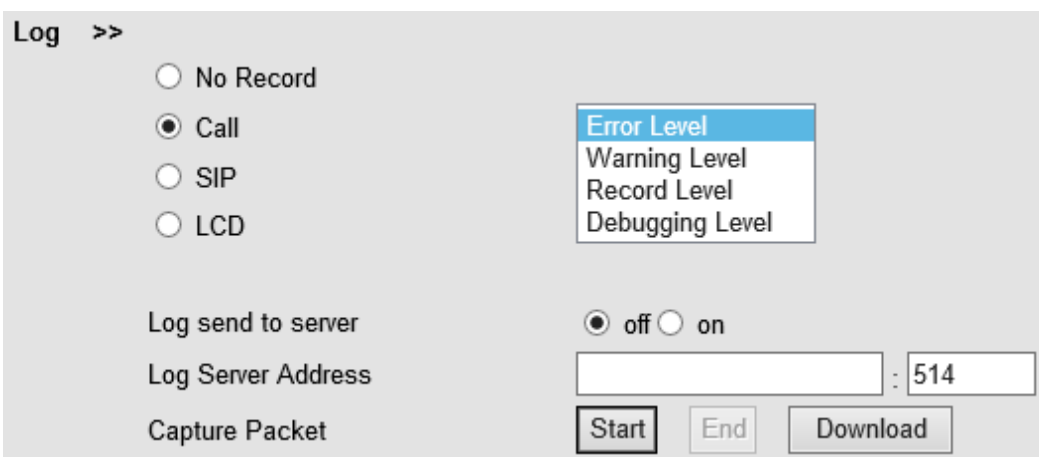 Log >>
No Record
Call
SIP
LCD
Error Level
Warning Level
Record Level
Debugging Level
Log send to server off on
Log Server Address : 514
Capture Packet Start End Download